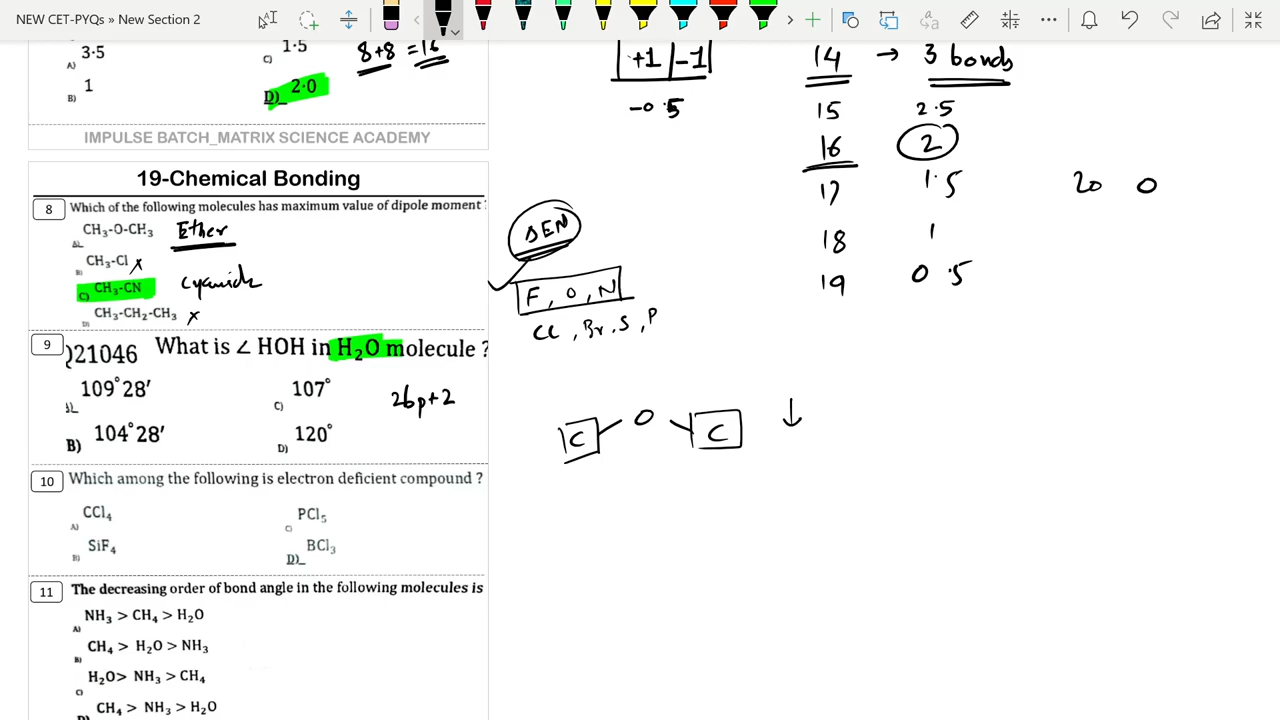 NEW CET-PYQs » New Section 2
3·5
A)
1·5
C)
8+8 =16
1
B)
2·0
D)
IMPULSE BATCH_MATRIX SCIENCE ACADEMY
19-Chemical Bonding
8 Which of the following molecules has maximum value of dipole moment?
CH₃-O-CH₃ Ether
A)
CH₃-Cl x
B)
C) CH₃-CN cyanide
CH₃-CH₂-CH₃ x
D)
9 Q21046 What is ∠ HOH in H₂O molecule ?
109°28′
A)
107°
C)
2bp+2
104°28′
B)
120°
D)
10 Which among the following is electron deficient compound ?
CCl₄
A)
PCl₅
C)
SiF₄
B)
BCl₃
D)
11 The decreasing order of bond angle in the following molecules is
NH₃ > CH₄ > H₂O
A)
CH₄ > H₂O > NH₃
B)
H₂O> NH₃ > CH₄
C)
CH₄ > NH₃ > H₂O
D)
+1 -1
-0.5
14 → 3 bonds
15 2.5
16 2
17 1.5 20 0
18 1
19 0.5
F, O, N
Cl, Br, S, P
C O C ↓